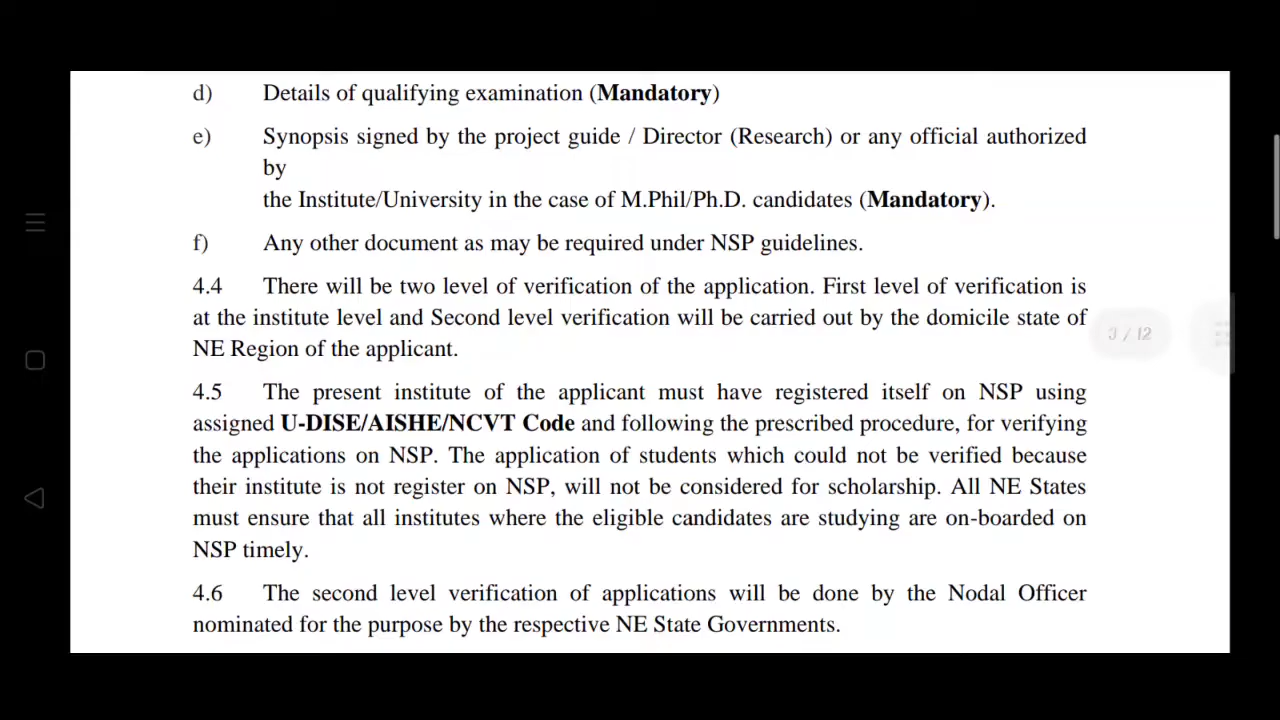 d) Details of qualifying examination (Mandatory)
e) Synopsis signed by the project guide / Director (Research) or any official authorized
by
the Institute/University in the case of M.Phil/Ph.D. candidates (Mandatory).
f) Any other document as may be required under NSP guidelines.
4.4 There will be two level of verification of the application. First level of verification is
at the institute level and Second level verification will be carried out by the domicile state of
NE Region of the applicant.
3 / 12
4.5 The present institute of the applicant must have registered itself on NSP using
assigned U-DISE/AISHE/NCVT Code and following the prescribed procedure, for verifying
the applications on NSP. The application of students which could not be verified because
their institute is not register on NSP, will not be considered for scholarship. All NE States
must ensure that all institutes where the eligible candidates are studying are on-boarded on
NSP timely.
4.6 The second level verification of applications will be done by the Nodal Officer
nominated for the purpose by the respective NE State Governments.